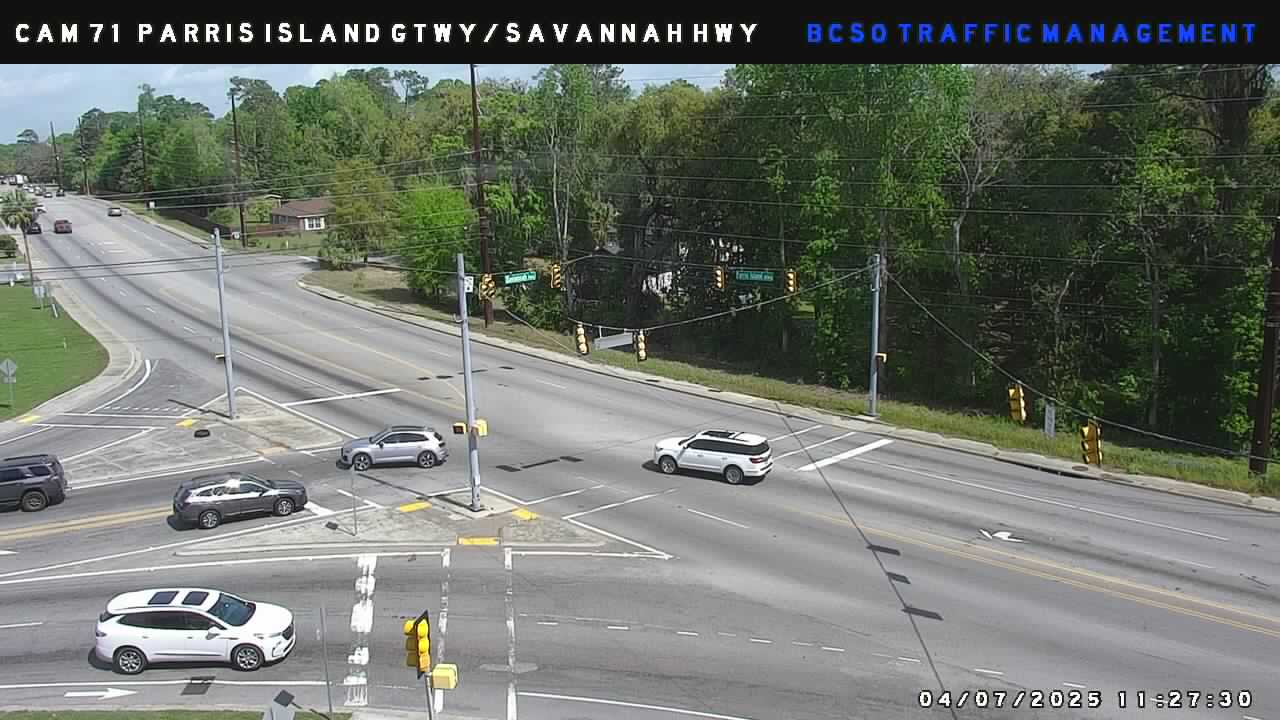 CAM 71 PARRIS ISLAND GTWY/SAVANNAH HWY BCSO TRAFFIC MANAGEMENT
04/07/2025 11:27:30